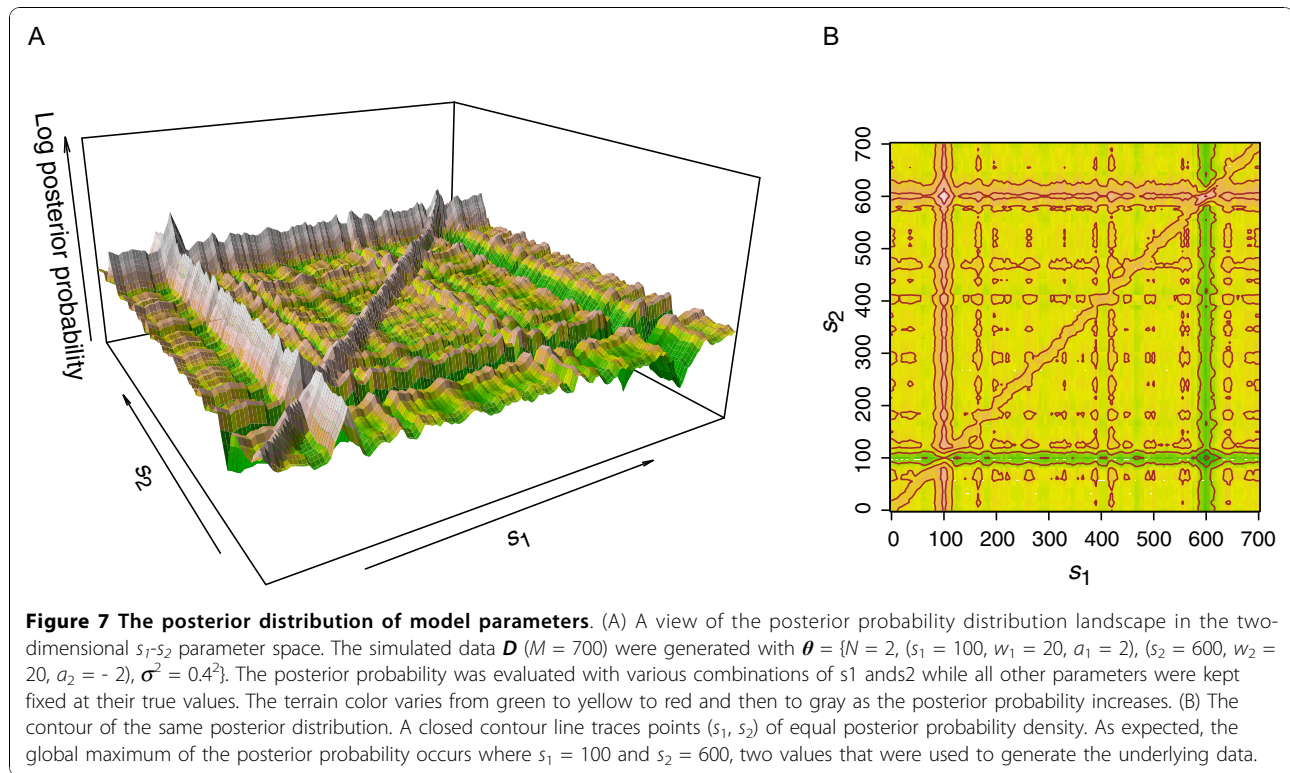 A
B
Log posterior probability
s2
s1
s2
0 100 200 300 400 500 600 700
0 100 200 300 400 500 600 700
s1
Figure 7 The posterior distribution of model parameters. (A) A view of the posterior probability distribution landscape in the two-
dimensional s1-s2 parameter space. The simulated data D (M = 700) were generated with θ = {N = 2, (s1 = 100, w1 = 20, a1 = 2), (s2 = 600, w2 =
20, a2 = - 2), σ² = 0.4²}. The posterior probability was evaluated with various combinations of s1 ands2 while all other parameters were kept
fixed at their true values. The terrain color varies from green to yellow to red and then to gray as the posterior probability increases. (B) The
contour of the same posterior distribution. A closed contour line traces points (s1, s2) of equal posterior probability density. As expected, the
global maximum of the posterior probability occurs where s1 = 100 and s2 = 600, two values that were used to generate the underlying data.